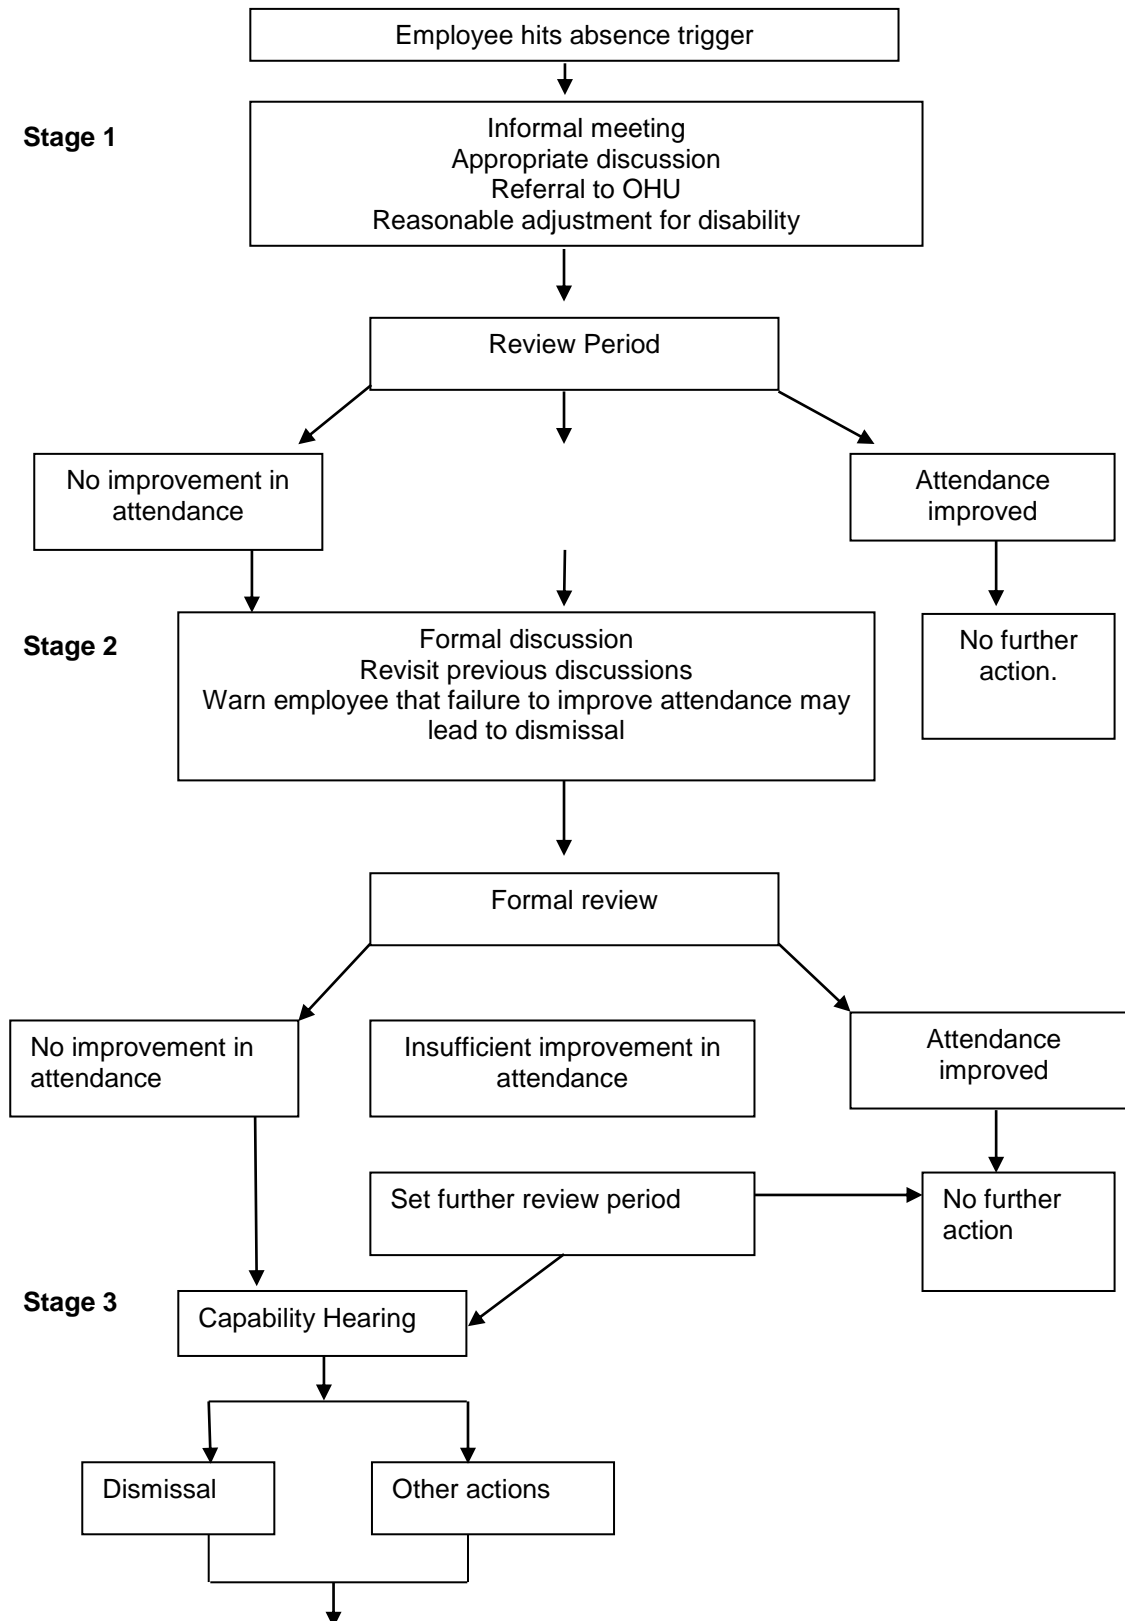 Employee hits absence trigger
Stage 1
Informal meeting
Appropriate discussion
Referral to OHU
Reasonable adjustment for disability
Review Period
No improvement in
attendance
Attendance
improved
Stage 2
Formal discussion
Revisit previous discussions
Warn employee that failure to improve attendance may
lead to dismissal
No further
action.
Formal review
No improvement in
attendance
Insufficient improvement in
attendance
Attendance
improved
Set further review period
No further
action
Stage 3
Capability Hearing
Dismissal
Other actions